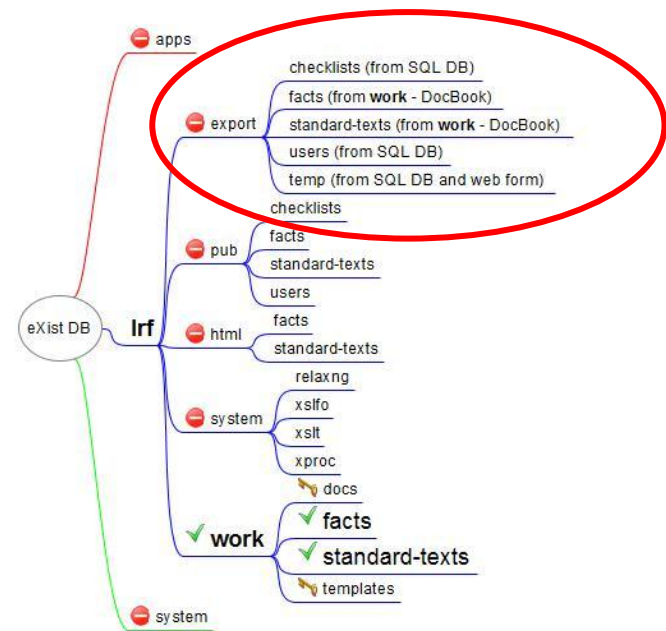 apps
checklists (from SQL DB)
facts (from work - DocBook)
export
standard-texts (from work - DocBook)
users (from SQL DB)
temp (from SQL DB and web form)
checklists
facts
pub
standard-texts
users
eXist DB
lrf
facts
html
standard-texts
relaxng
xslfo
system
xslt
xproc
docs
facts
work
standard-texts
templates
system